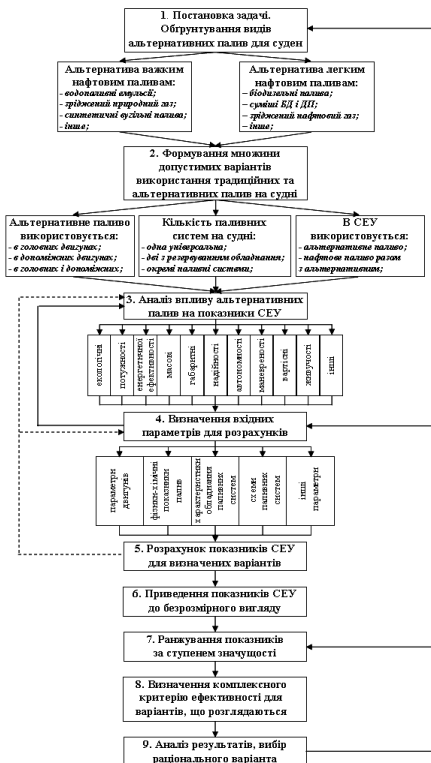 1. Постановка задачі.
Обґрунтування видів
альтернативних палив для суден
Альтернатива важким
нафтовим паливам:
- водопаливні емульсії;
- зріджений природний газ;
- синтетичні вугільні палива;
- інше;
Альтернатива легким
нафтовим паливам:
– біодизельні палива;
– суміші БД і ДП;
– зріджений нафтовий газ;
– інше;
2. Формування множини
допустимих варіантів
використання традиційних та
альтернативних палив на судні
Альтернативне паливо
використовується:
- в головних двигунах;
- в допоміжних двигунах;
- в головних і допоміжних;
Кількість паливних
систем на судні:
- одна універсальна;
- дві з резервуванням обладнання;
- окремі паливні системи;
В СЕУ
використовується:
- альтернативне паливо;
- нафтове паливо разом
з альтернативним;
3. Аналіз впливу альтернативних
палив на показники СЕУ
екологічні
потужності
енергетичної
ефективності
масові
габаритні
надійності
автономності
маневреності
вартісні
живучості
інші
4. Визначення вхідних
параметрів для розрахунків
параметри
двигунів
фізико-хімічні
показники
палив
характеристики
обладнання
паливних
систем
схеми
паливних
систем
інші
параметри
5. Розрахунок показників СЕУ
для визначених варіантів
6. Приведення показників СЕУ
до безрозмірного вигляду
7. Ранжування показників
за ступенем значущості
8. Визначення комплексного
критерію ефективності для
варіантів, що розглядаються
9. Аналіз результатів, вибір
раціонального варіанта